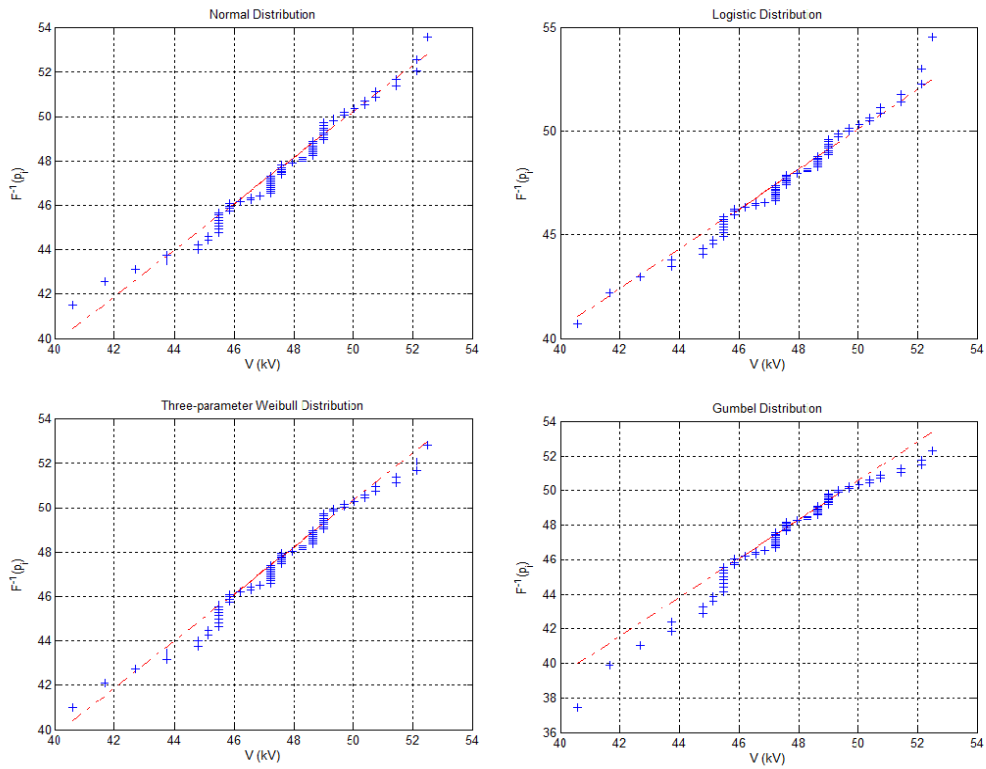 Normal Distribution
54
52
50
48
46
44
42
40
F⁻¹(pᵢ)
40 42 44 46 48 50 52 54
V (kV)
Logistic Distribution
55
50
45
40
F⁻¹(pᵢ)
40 42 44 46 48 50 52 54
V (kV)
Three-parameter Weibull Distribution
54
52
50
48
46
44
42
40
F⁻¹(pᵢ)
40 42 44 46 48 50 52 54
V (kV)
Gumbel Distribution
54
52
50
48
46
44
42
40
38
36
F⁻¹(pᵢ)
40 42 44 46 48 50 52 54
V (kV)